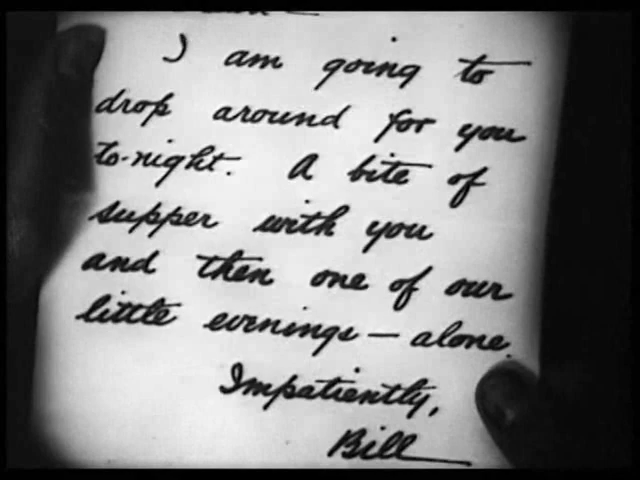 I am going to
drop around for you
to-night. A bite of
supper with you
and then one of our
little evenings — alone.
Impatiently,
Bill